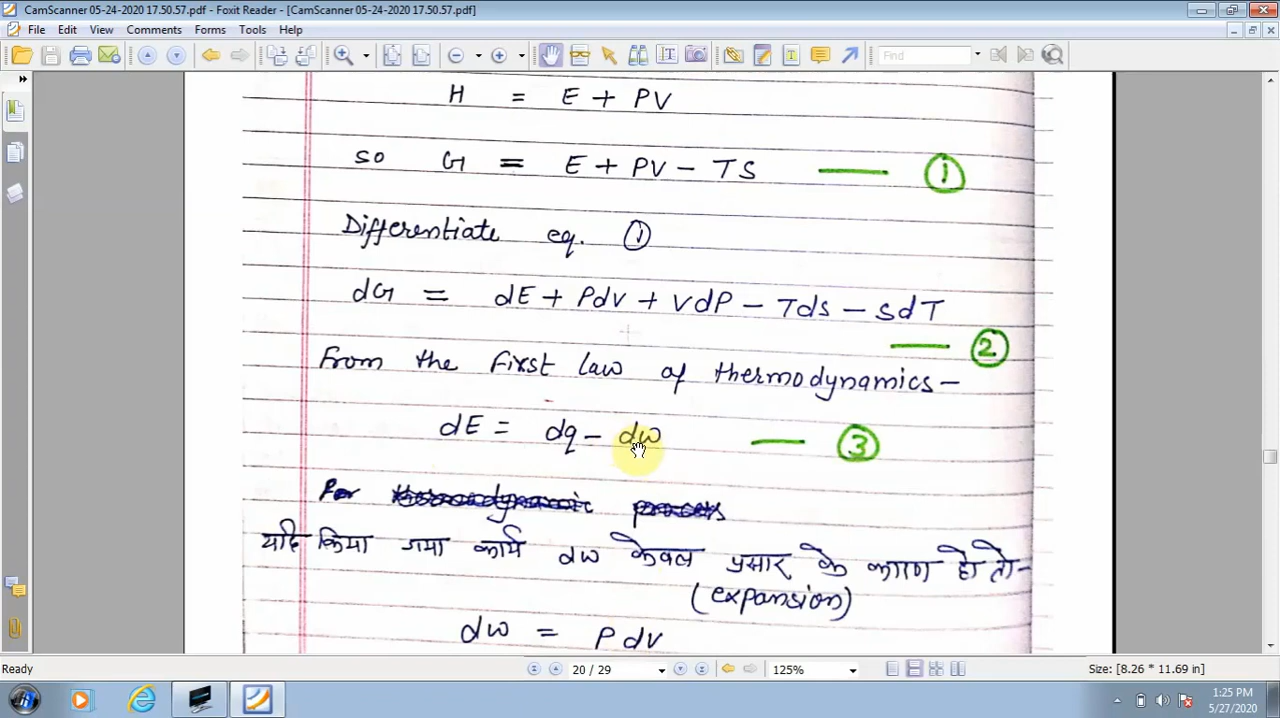 CamScanner 05-24-2020 17.50.57.pdf - Foxit Reader - [CamScanner 05-24-2020 17.50.57.pdf]
File Edit View Comments Forms Tools Help
Find
H = E + PV
so G = E + PV - TS —— ①
Differentiate eq. ①
dG = dE + PdV + VdP - Tds - sdT
—— ②
From the first law of thermodynamics-
dE = dq - dw —— ③
For
यदि किया गया कार्य dw केवल प्रसार के कारण हो तो-
(expansion)
dw = PdV
Ready 20 / 29 125% Size: [8.26 * 11.69 in]
1:25 PM
5/27/2020